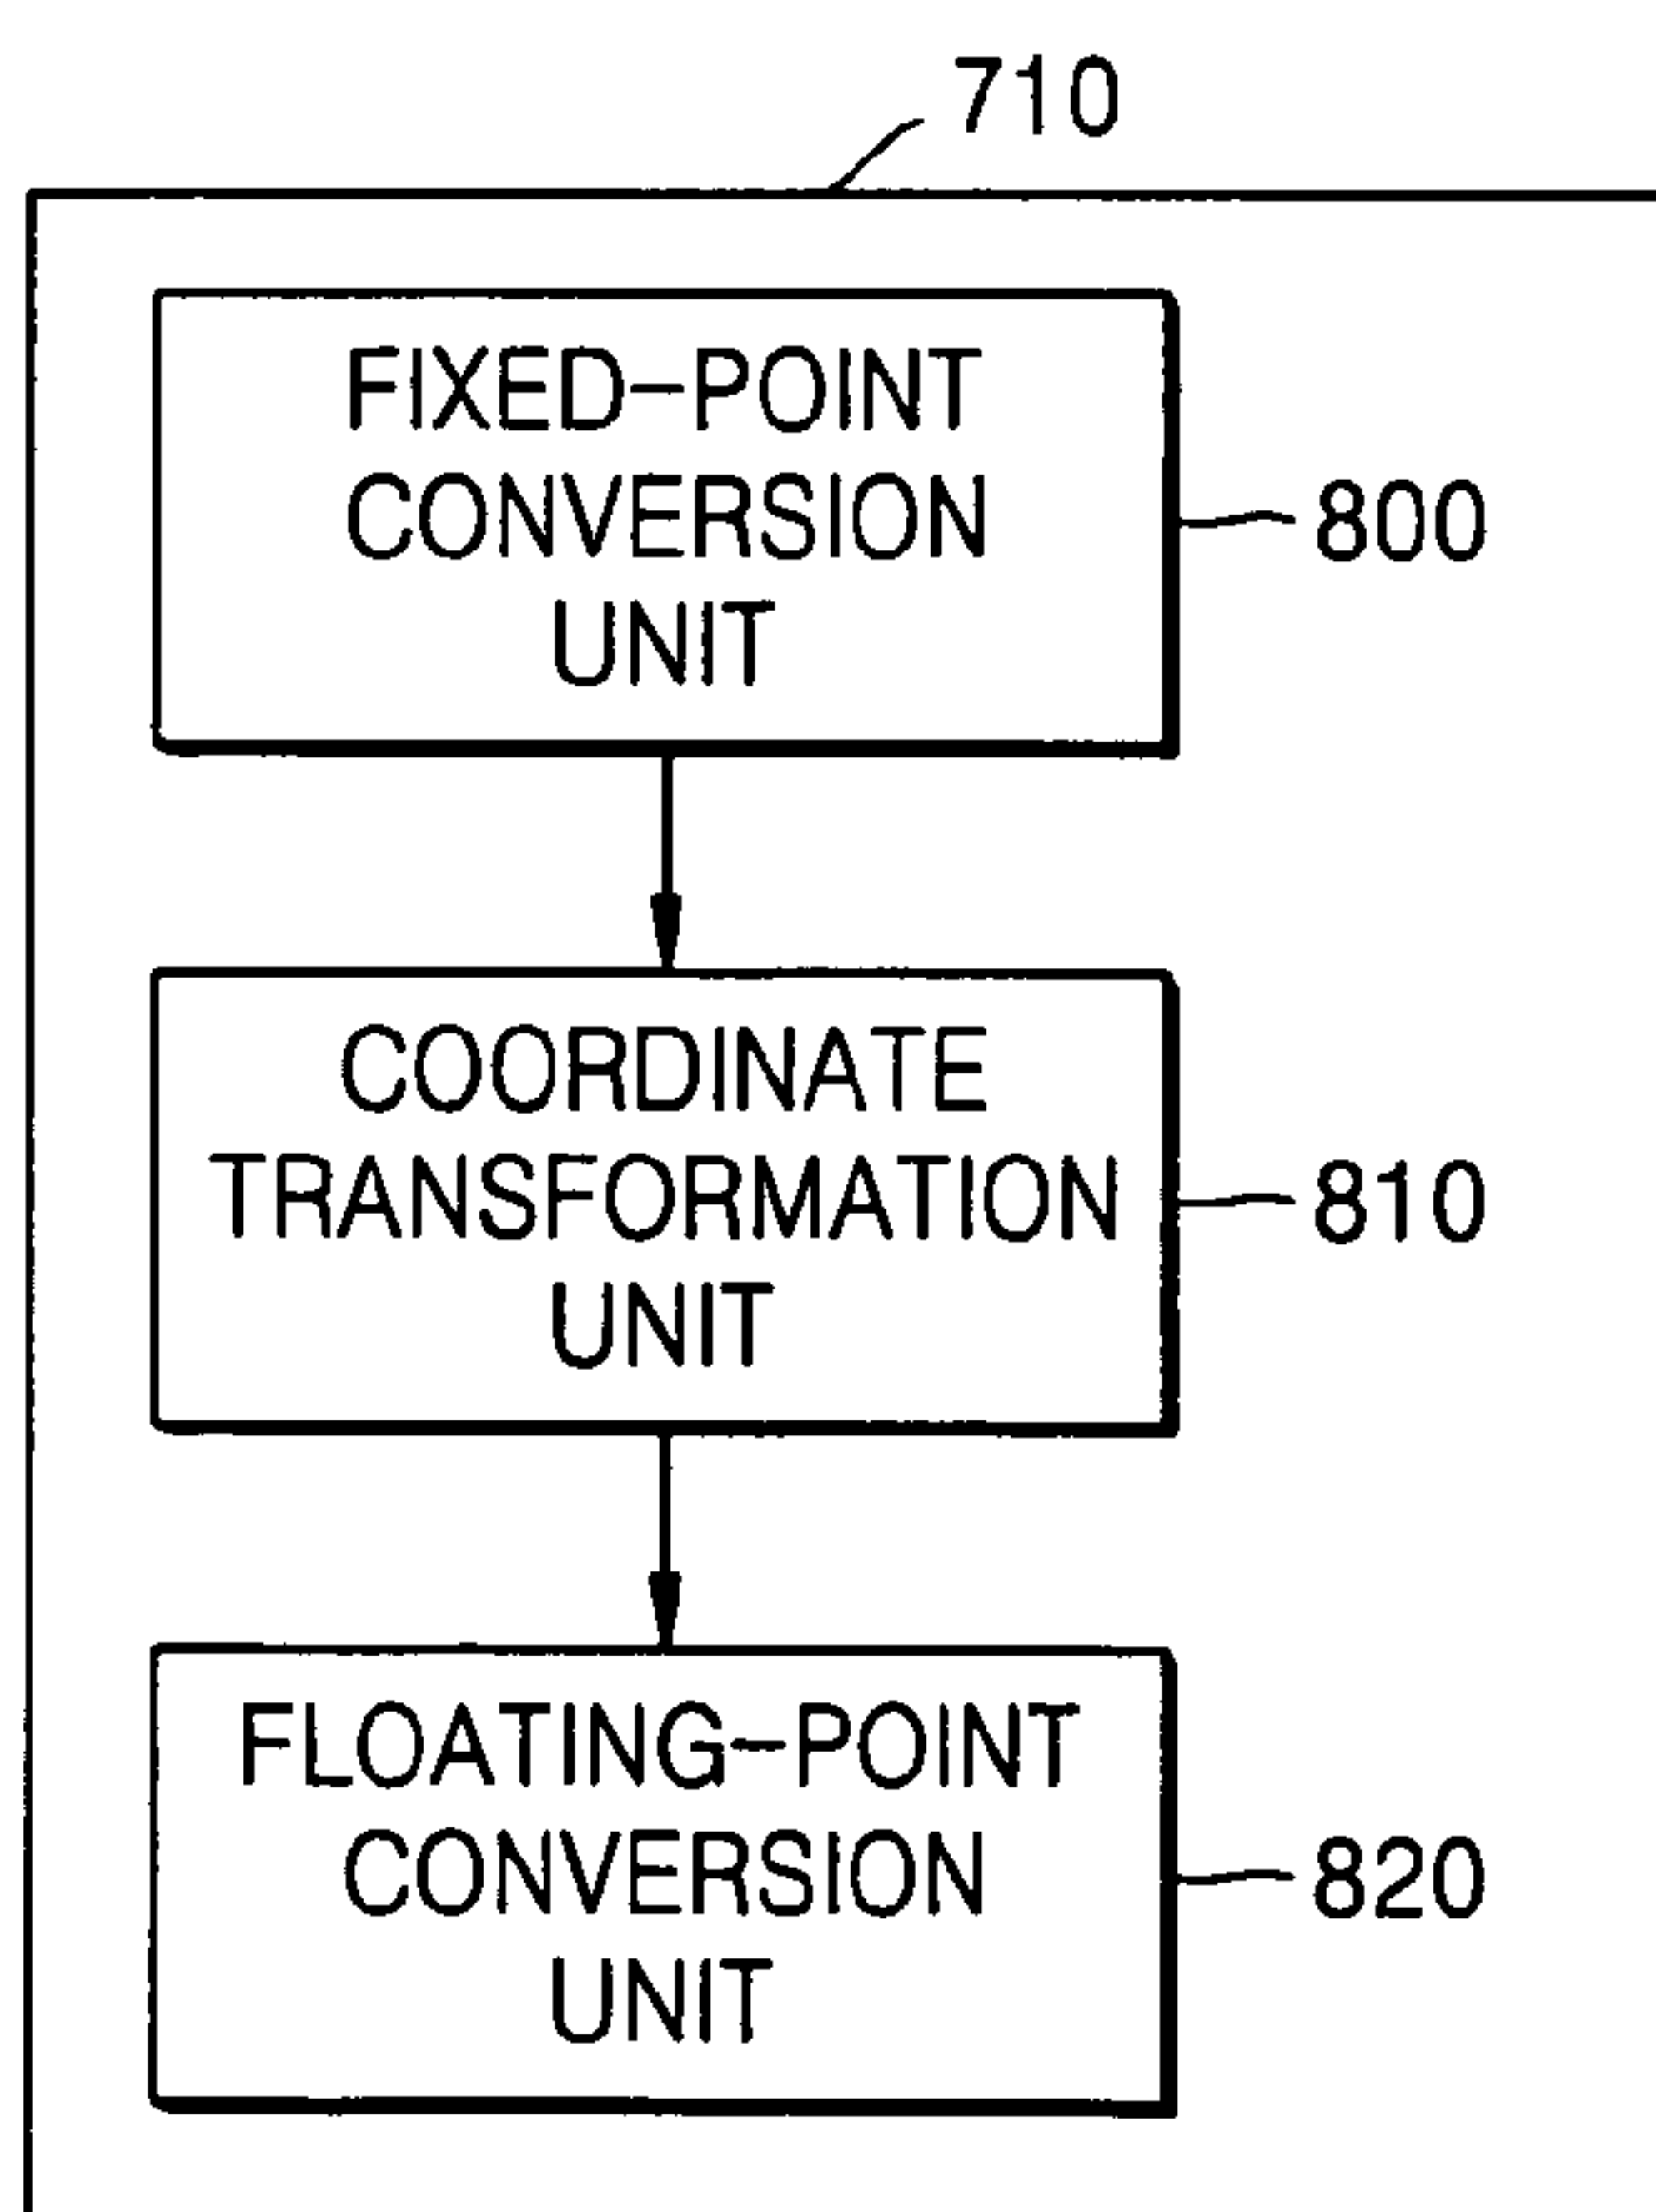 710
FIXED-POINT
CONVERSION
UNIT
800
COORDINATE
TRANSFORMATION
UNIT
810
FLOATING-POINT
CONVERSION
UNIT
820